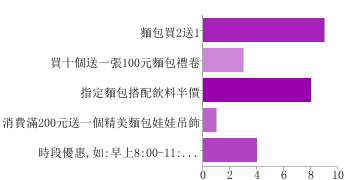 麵包買2送1
買十個送一張100元麵包禮卷
指定麵包搭配飲料半價
消費滿200元送一個精美麵包娃娃吊飾
時段優惠,如:早上8:00-11:...
0 2 4 6 8 10